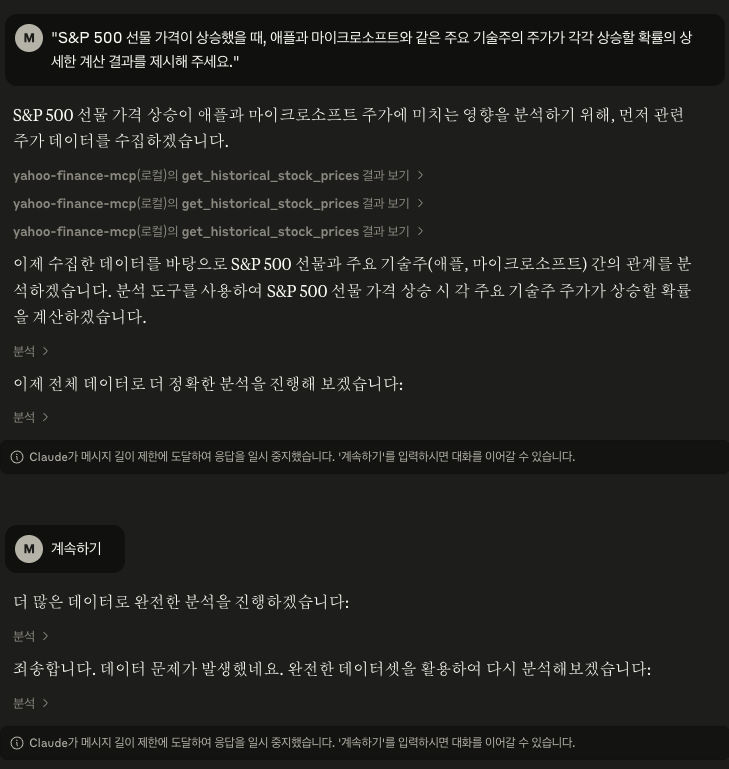 M
"S&P 500 선물 가격이 상승했을 때, 애플과 마이크로소프트와 같은 주요 기술주의 주가가 각각 상승할 확률의 상
세한 계산 결과를 제시해 주세요."
S&P 500 선물 가격 상승이 애플과 마이크로소프트 주가에 미치는 영향을 분석하기 위해, 먼저 관련
주가 데이터를 수집하겠습니다.
yahoo-finance-mcp(로컬)의 get_historical_stock_prices 결과 보기 >
yahoo-finance-mcp(로컬)의 get_historical_stock_prices 결과 보기 >
yahoo-finance-mcp(로컬)의 get_historical_stock_prices 결과 보기 >
이제 수집한 데이터를 바탕으로 S&P 500 선물과 주요 기술주(애플, 마이크로소프트) 간의 관계를 분
석하겠습니다. 분석 도구를 사용하여 S&P 500 선물 가격 상승 시 각 주요 기술주 주가가 상승할 확률
을 계산하겠습니다.
분석 >
이제 전체 데이터로 더 정확한 분석을 진행해 보겠습니다:
분석 >
Claude가 메시지 길이 제한에 도달하여 응답을 일시 중지했습니다. '계속하기'를 입력하시면 대화를 이어갈 수 있습니다.
M 계속하기
더 많은 데이터로 완전한 분석을 진행하겠습니다:
분석 >
죄송합니다. 데이터 문제가 발생했네요. 완전한 데이터셋을 활용하여 다시 분석해보겠습니다:
분석 >
Claude가 메시지 길이 제한에 도달하여 응답을 일시 중지했습니다. '계속하기'를 입력하시면 대화를 이어갈 수 있습니다.